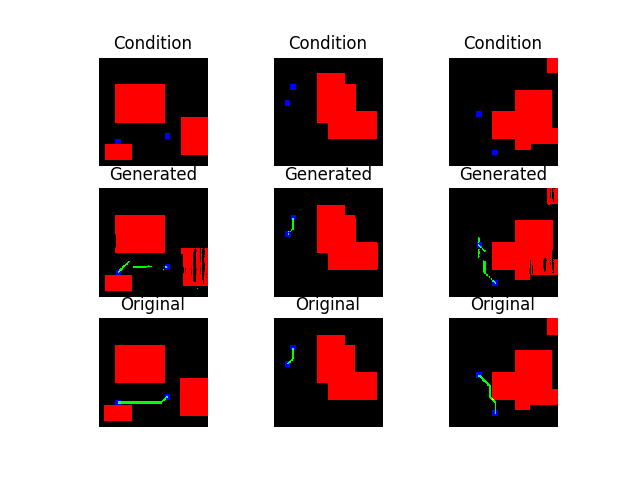 Condition Condition Condition
Generated Generated Generated
Original Original Original